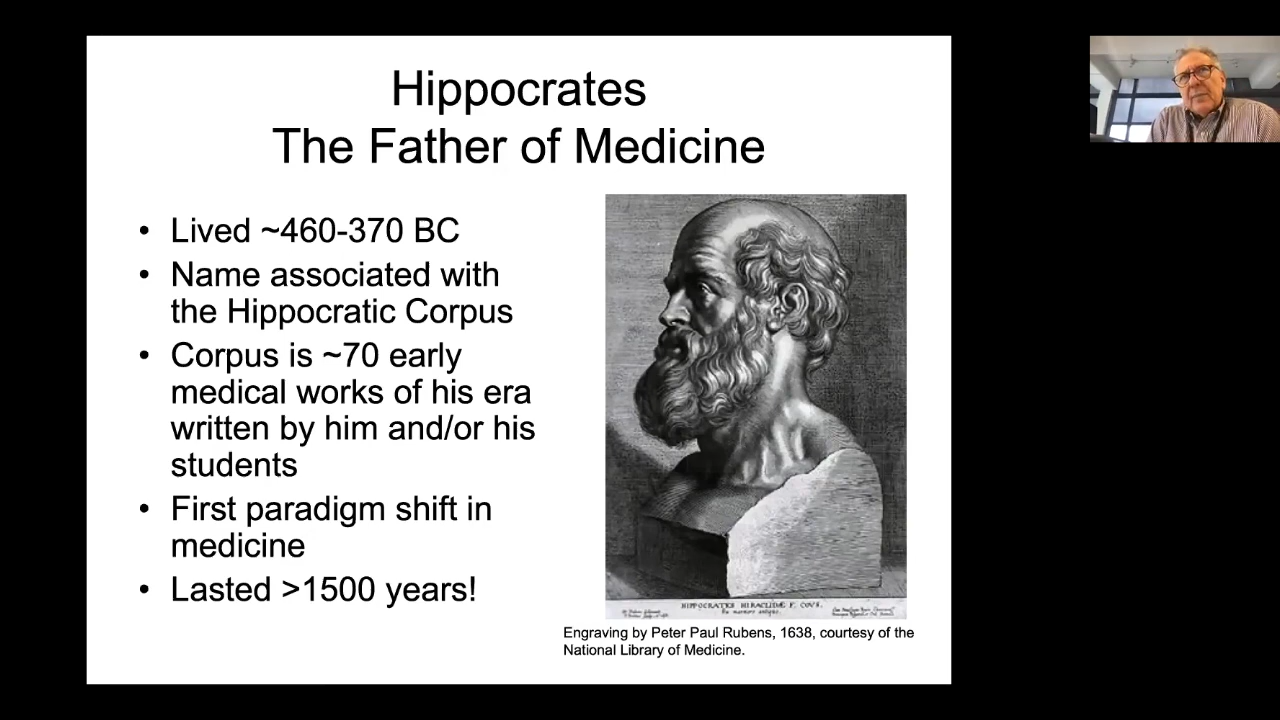 Hippocrates
The Father of Medicine
• Lived ~460-370 BC
• Name associated with
the Hippocratic Corpus
• Corpus is ~70 early
medical works of his era
written by him and/or his
students
• First paradigm shift in
medicine
• Lasted >1500 years!
HIPPOCRATES HIRACLIDÆ F. COVS.
Engraving by Peter Paul Rubens, 1638, courtesy of the
National Library of Medicine.